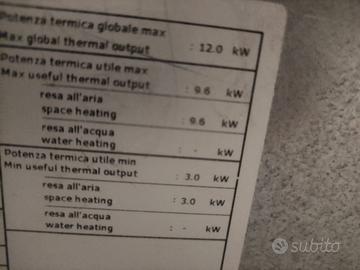 Potenza termica globale max
Max global thermal output : 12.0 kW
Potenza termica utile max
Max useful thermal output : 9.6 kW
resa all'aria
space heating : 9.6 kW
resa all'acqua
water heating : - kW
Potenza termica utile min
Min useful thermal output : 3.0 kW
resa all'aria
space heating : 3.0 kW
resa all'acqua
water heating : - kW
subito